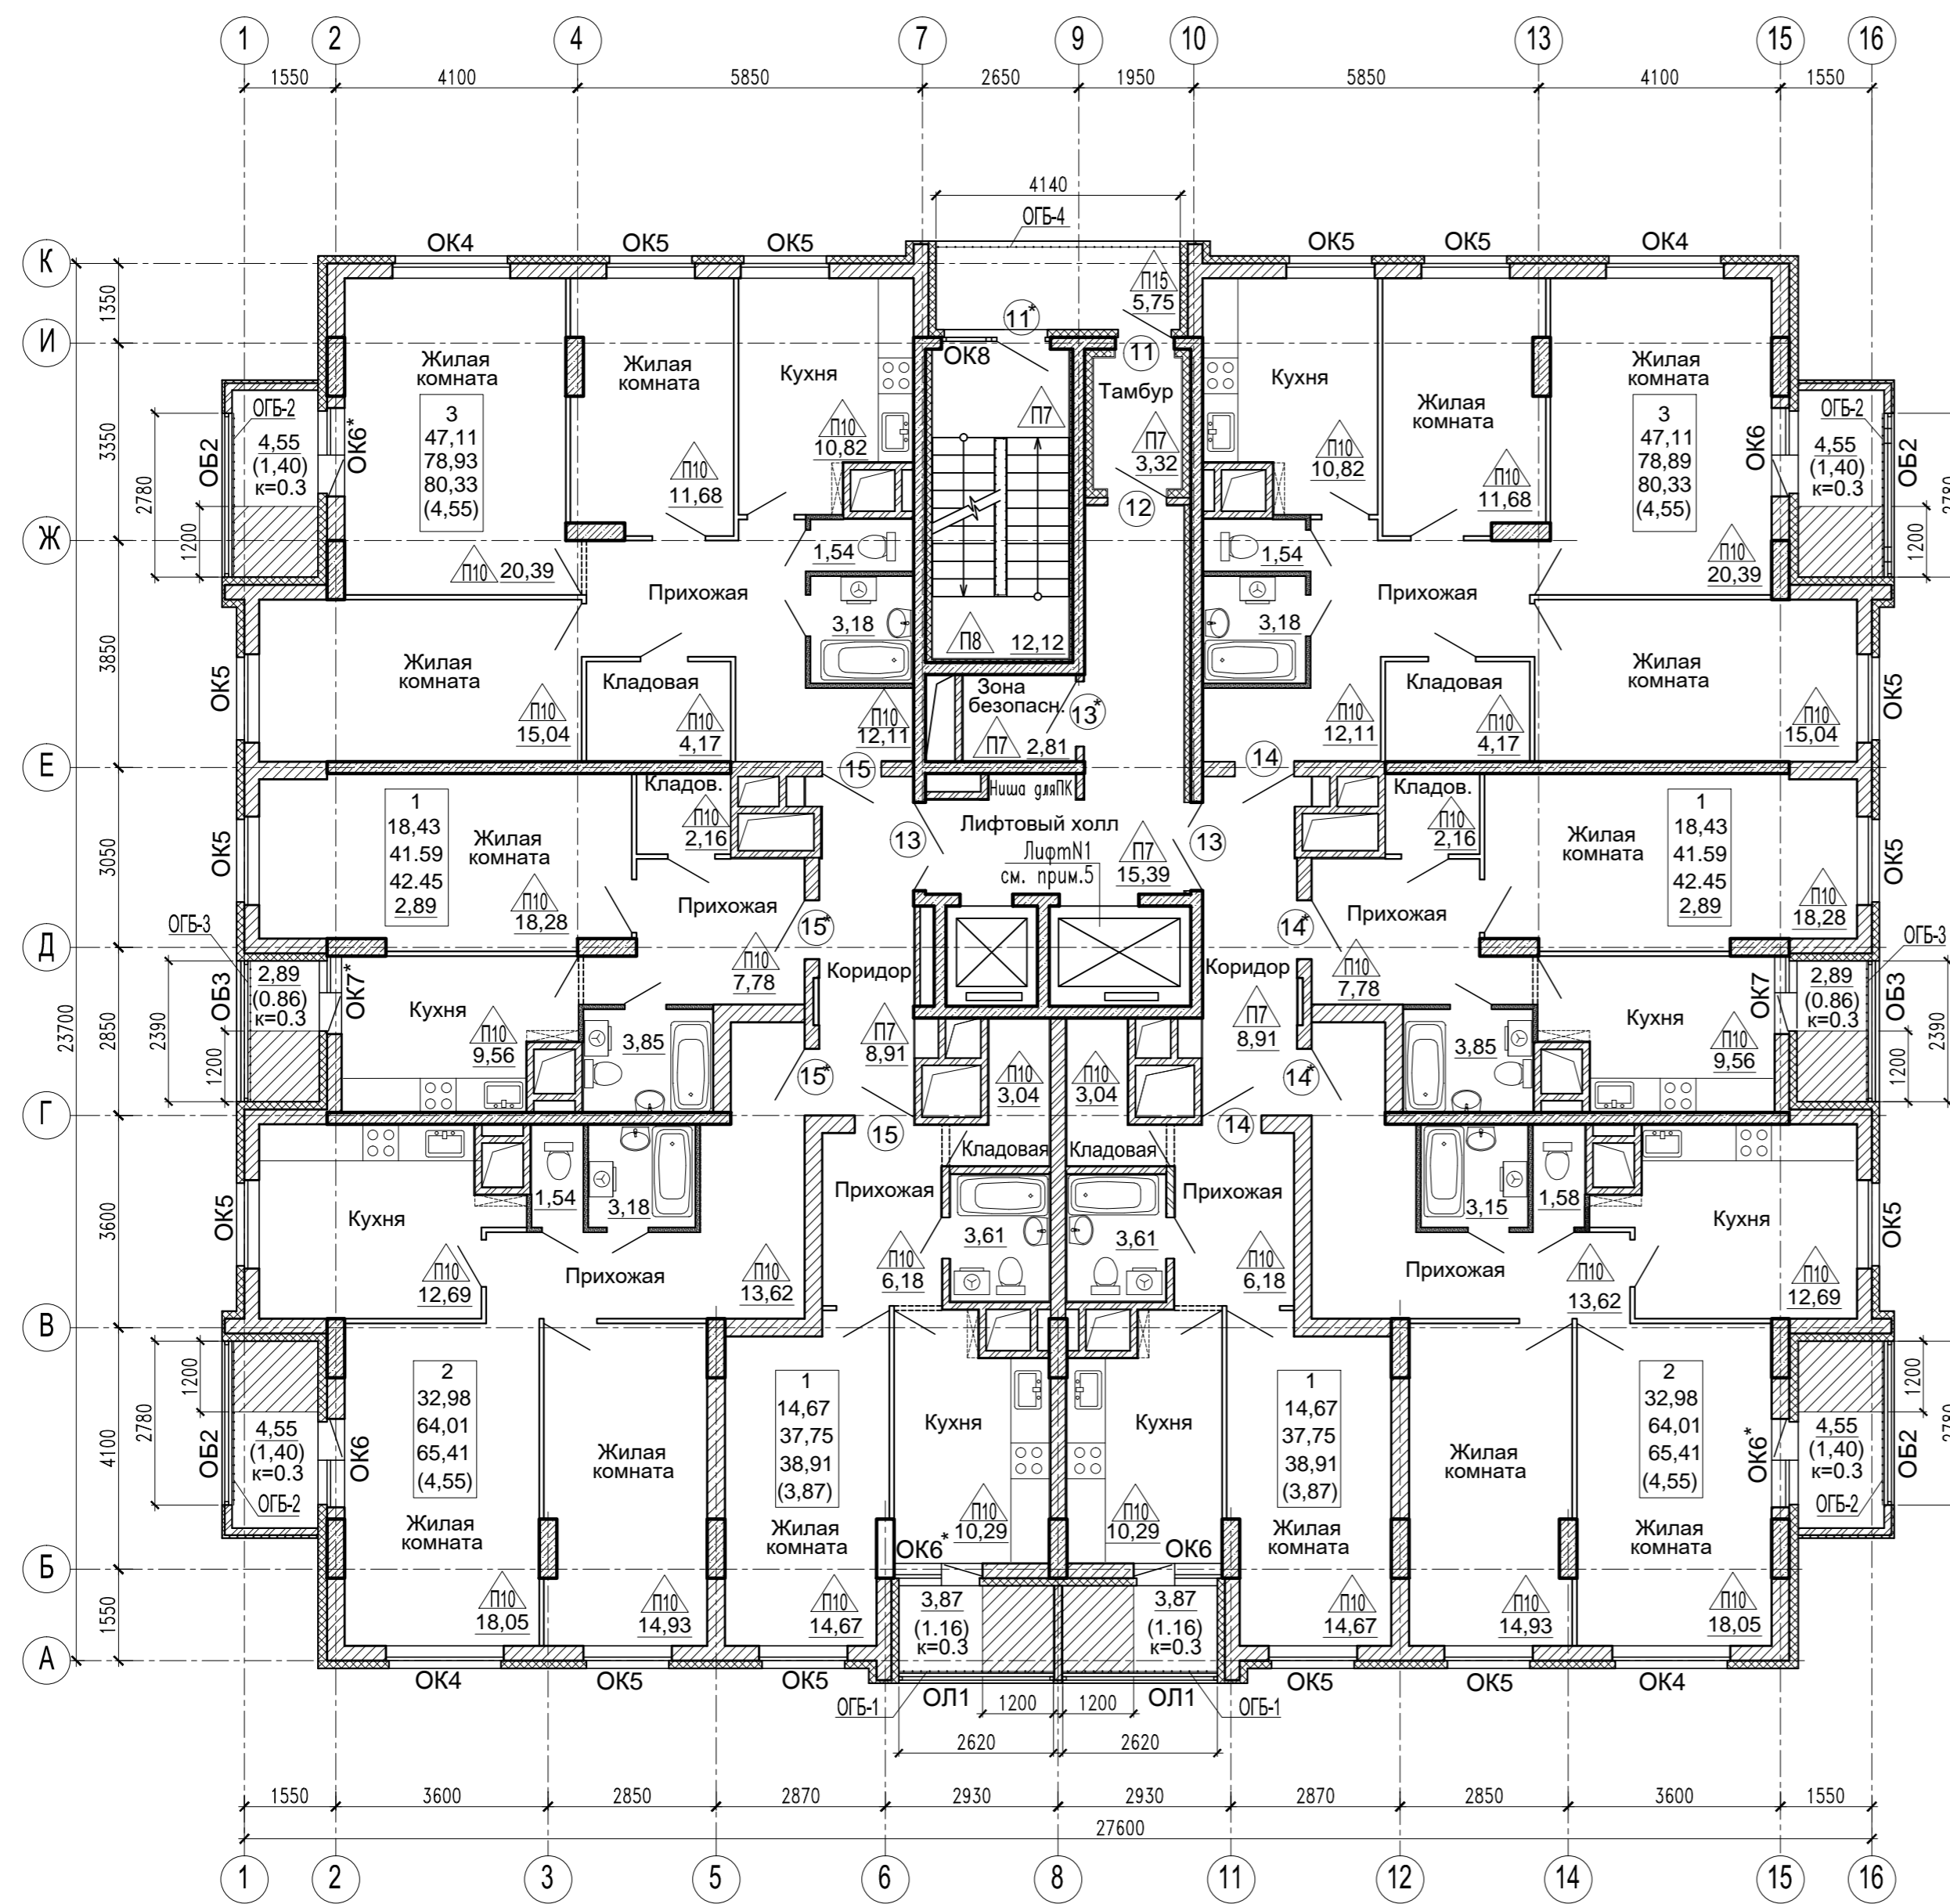 1 2 4 7 9 10 13 15 16
1550 4100 5850 2650 1950 5850 4100 1550
4140
ОГБ-4
К
ОК4 ОК5 ОК5 ОК5 ОК5 ОК4
1350
П15
5,75
11*
И
ОК8
11
Жилая
комната
Жилая
комната
Кухня
Тамбур
Кухня
Жилая
комната
Жилая
комната
3
47,11
78,93
80,33
(4,55)
3
47,11
78,89
80,33
(4,55)
ОГБ-2
4,55
(1,40)
к=0.3
ОБ2
ОК6*
П10
10,82
П10
11,68
П7
П7
3,32
П10
10,82
П10
11,68
ОК6
ОГБ-2
4,55
(1,40)
к=0.3
ОБ2
3350
2780
1200
2780
1200
12
Ж
1,54
1,54
П10 20,39
П10
20,39
Прихожая
Прихожая
3,18
П8 12,12
3,18
3850
ОК5
Жилая
комната
Кладовая
Зона
безопасн.
13*
Кладовая
Жилая
комната
ОК5
П10
15,04
П10
4,17
П10
12,11
П7 2,81
П10
12,11
П10
4,17
П10
15,04
Е
15
14
Ниша дляПК
Кладов.
Кладов.
3050
ОК5
1
18,43
41.59
42.45
2,89
Жилая
комната
П10
2,16
13
Лифтовый холл
ЛифтN1
см. прим.5
П7
15,39
13
П10
2,16
Жилая
комната
1
18,43
41.59
42.45
2,89
ОК5
П10
18,28
Прихожая
Прихожая
П10
18,28
ОГБ-3
15*
14*
ОГБ-3
Д
2,89
(0.86)
к=0.3
ОБ3
ОК7*
П10
7,78
Коридор
Коридор
П10
7,78
ОК7
2,89
(0.86)
к=0.3
ОБ3
23700
2850
2390
1200
Кухня
П10
9,56
3,85
П7
8,91
П7
8,91
3,85
Кухня
П10
9,56
2390
1200
15*
П10
3,04
П10
3,04
14*
Г
15
14
Кладовая
Кладовая
3600
ОК5
Кухня
1,54
3,18
Прихожая
Прихожая
3,15
1,58
Кухня
ОК5
3,61
3,61
П10
12,69
Прихожая
П10
13,62
П10
6,18
П10
6,18
Прихожая
П10
13,62
П10
12,69
В
1200
2780
4100
ОБ2
4,55
(1,40)
к=0.3
ОГБ-2
ОК6
2
32,98
64,01
65,41
(4,55)
Жилая
комната
Жилая
комната
1
14,67
37,75
38,91
(3,87)
Жилая
комната
Кухня
Кухня
1
14,67
37,75
38,91
(3,87)
Жилая
комната
Жилая
комната
2
32,98
64,01
65,41
(4,55)
Жилая
комната
ОК6*
4,55
(1,40)
к=0.3
ОГБ-2
ОБ2
1200
2780
П10
10,29
П10
10,29
ОК6*
ОК6
Б
1550
П10
18,05
П10
14,93
П10
14,67
3,87
(1.16)
к=0.3
3,87
(1.16)
к=0.3
П10
14,67
П10
14,93
П10
18,05
А
ОК4 ОК5 ОК5 ОГБ-1 ОЛ1 1200 1200 ОЛ1 ОГБ-1 ОК5 ОК5 ОК4
2620 2620
1550 3600 2850 2870 2930 2930 2870 2850 3600 1550
27600
1 2 3 5 6 8 11 12 14 15 16